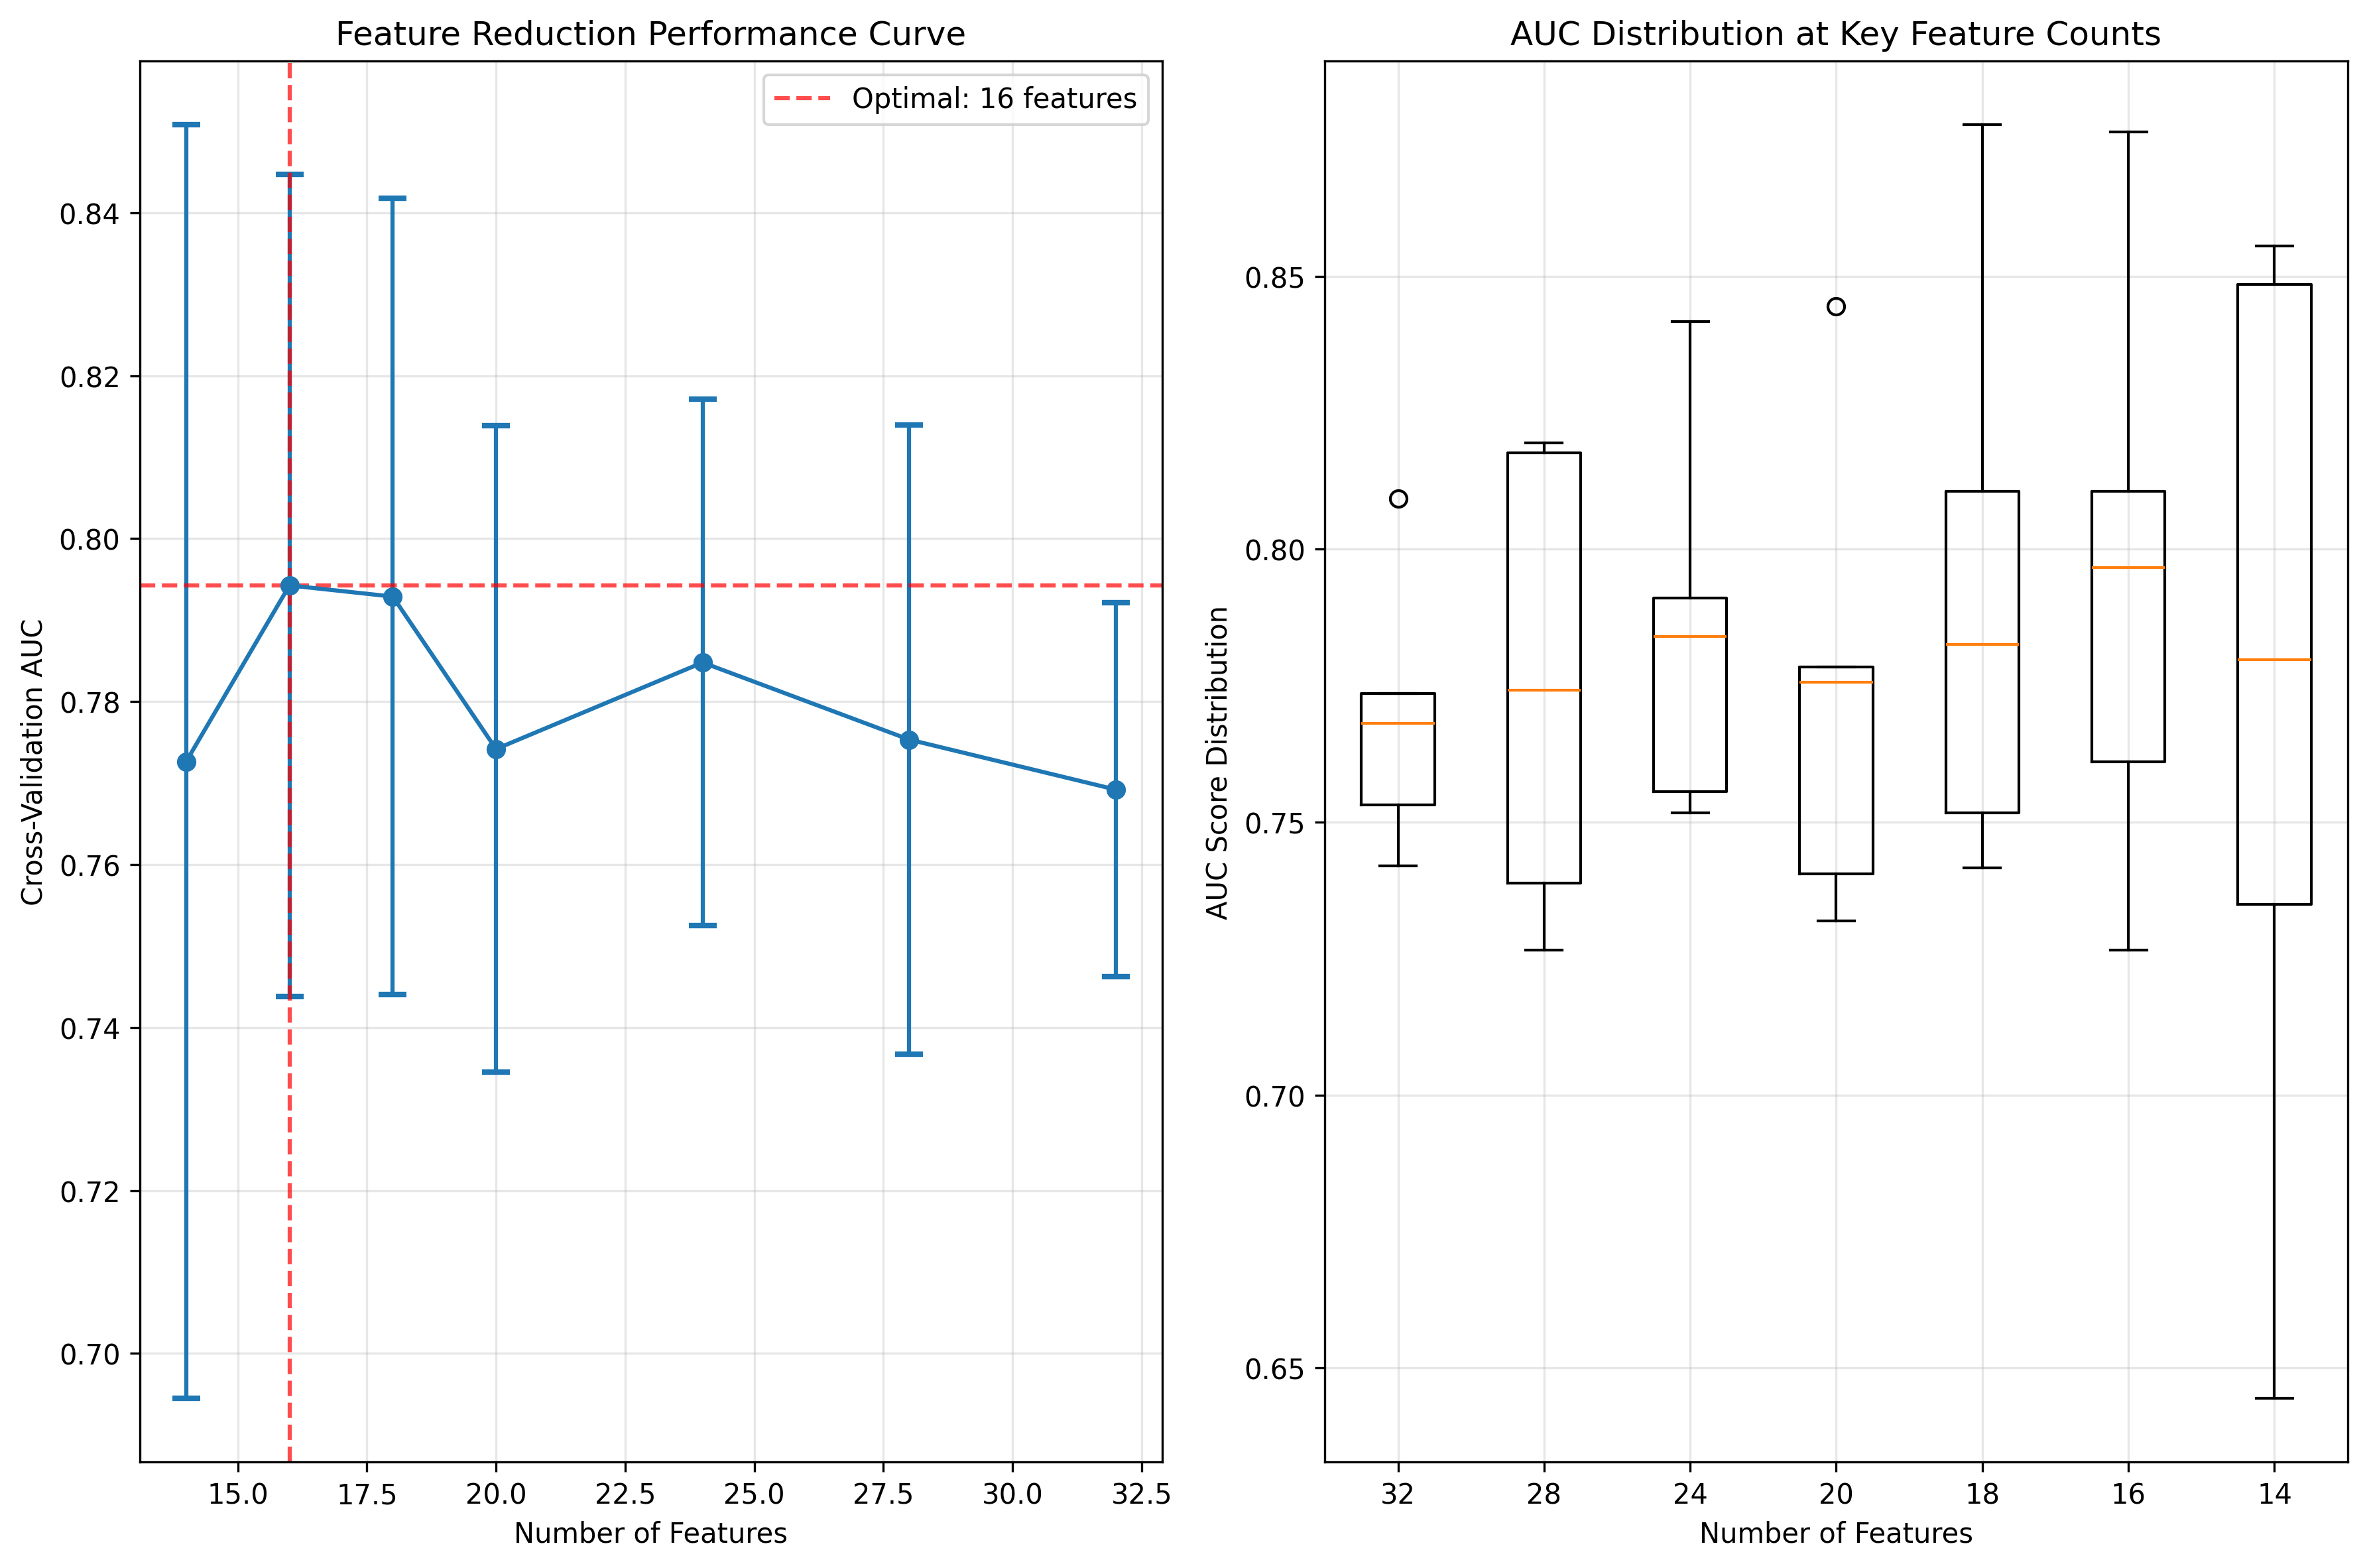 Feature Reduction Performance Curve
Optimal: 16 features
0.84
0.82
0.80
0.78
0.76
0.74
0.72
0.70
Cross-Validation AUC
15.0 17.5 20.0 22.5 25.0 27.5 30.0 32.5
Number of Features
AUC Distribution at Key Feature Counts
0.85
0.80
0.75
0.70
0.65
AUC Score Distribution
32 28 24 20 18 16 14
Number of Features